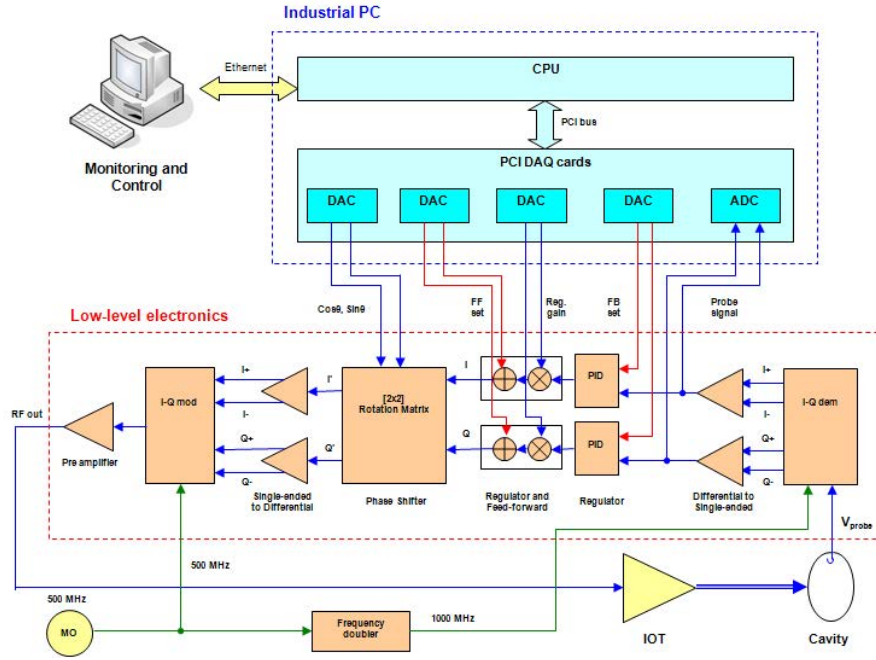 Industrial PC
Ethernet
CPU
PCI bus
Monitoring and
Control
PCI DAQ cards
DAC
DAC
DAC
DAC
ADC
Cosθ, Sinθ
FF
set
Reg.
gain
FB
set
Probe
signal
Low-level electronics
RF out
Pre amplifier
I-Q mod
I+
I-
Q+
Q-
I'
Q'
Single-ended
to Differential
[2x2]
Rotation Matrix
Phase Shifter
I
Q
Regulator and
Feed-forward
PID
PID
Regulator
Differential to
Single-ended
I+
I-
Q+
Q-
I-Q dem
Vprobe
500 MHz
500 MHz
MO
Frequency
doubler
1000 MHz
IOT
Cavity